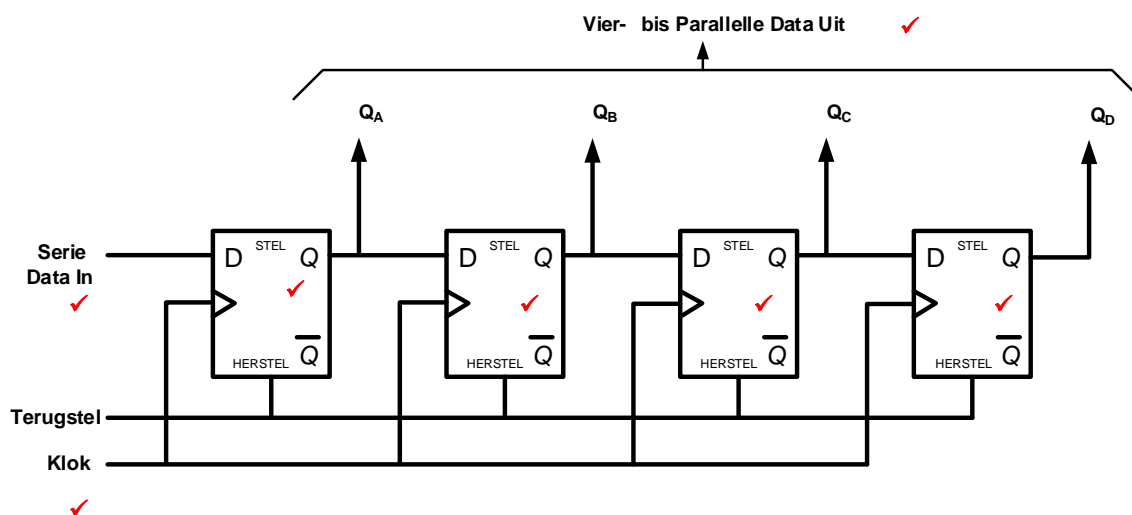 Vier- bis Parallelle Data Uit
QA QB QC QD
Serie
Data In
D STEL Q D STEL Q D STEL Q D STEL Q
Q Q Q Q
HERSTEL HERSTEL HERSTEL HERSTEL
Terugstel
Klok